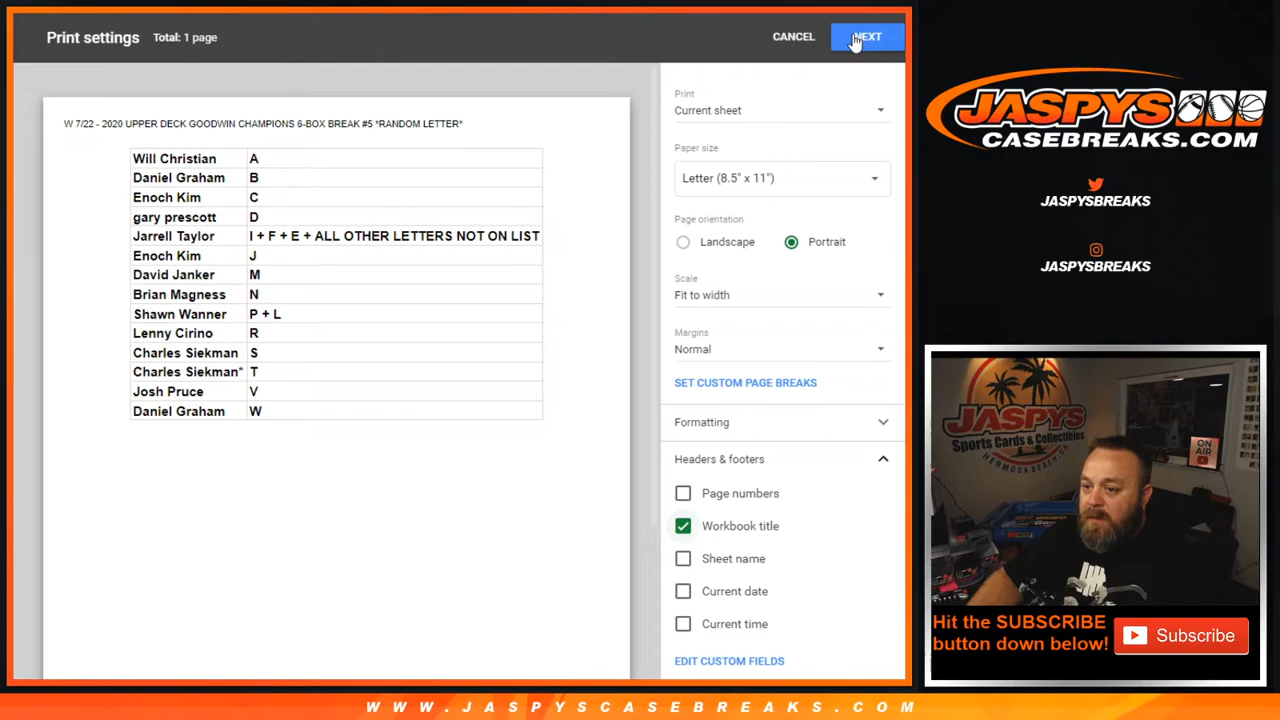 Print settings Total: 1 page
CANCEL
NEXT
W 7/22 - 2020 UPPER DECK GOODWIN CHAMPIONS 6-BOX BREAK #5 *RANDOM LETTER*
Will Christian A
Daniel Graham B
Enoch Kim C
gary prescott D
Jarrell Taylor I + F + E + ALL OTHER LETTERS NOT ON LIST
Enoch Kim J
David Janker M
Brian Magness N
Shawn Wanner P + L
Lenny Cirino R
Charles Siekman S
Charles Siekman* T
Josh Pruce V
Daniel Graham W
Print
Current sheet
Paper size
Letter (8.5" x 11")
Page orientation
Landscape Portrait
Scale
Fit to width
Margins
Normal
SET CUSTOM PAGE BREAKS
Formatting
Headers & footers
Page numbers
Workbook title
Sheet name
Current date
Current time
EDIT CUSTOM FIELDS
JASPYS
CASEBREAKS.COM
JASPYSBREAKS
JASPYSBREAKS
JASPYS
Sports Cards & Collectibles
HERMOSA BEACH, CA
ON
AIR
Hit the SUBSCRIBE
button down below!
Subscribe
WWW.JASPYSCASEBREAKS.COM